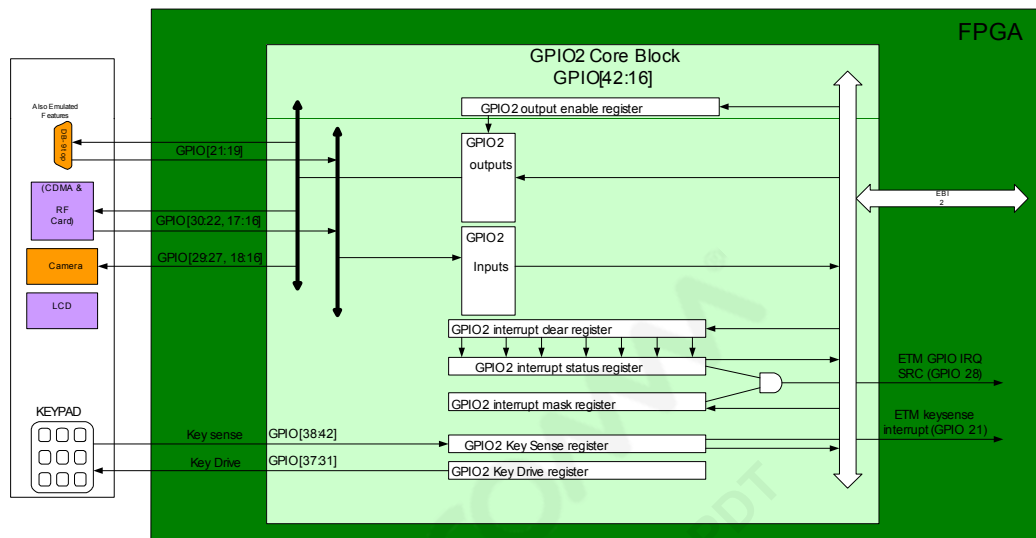 FPGA
GPIO2 Core Block
GPIO[42:16]
GPIO2 output enable register
Also Emulated
Features
DB-9 top
GPIO[21:19]
GPIO2
outputs
(CDMA &
RF
Card)
GPIO[30:22, 17:16]
EBI
2
GPIO2
Inputs
Camera
GPIO[29:27, 18:16]
LCD
GPIO2 interrupt clear register
GPIO2 interrupt status register
ETM GPIO IRQ
SRC (GPIO 28)
GPIO2 interrupt mask register
KEYPAD
Key sense
GPIO[38:42]
GPIO2 Key Sense register
ETM keysense
interrupt (GPIO 21)
Key Drive
GPIO[37:31]
GPIO2 Key Drive register
PDT
®